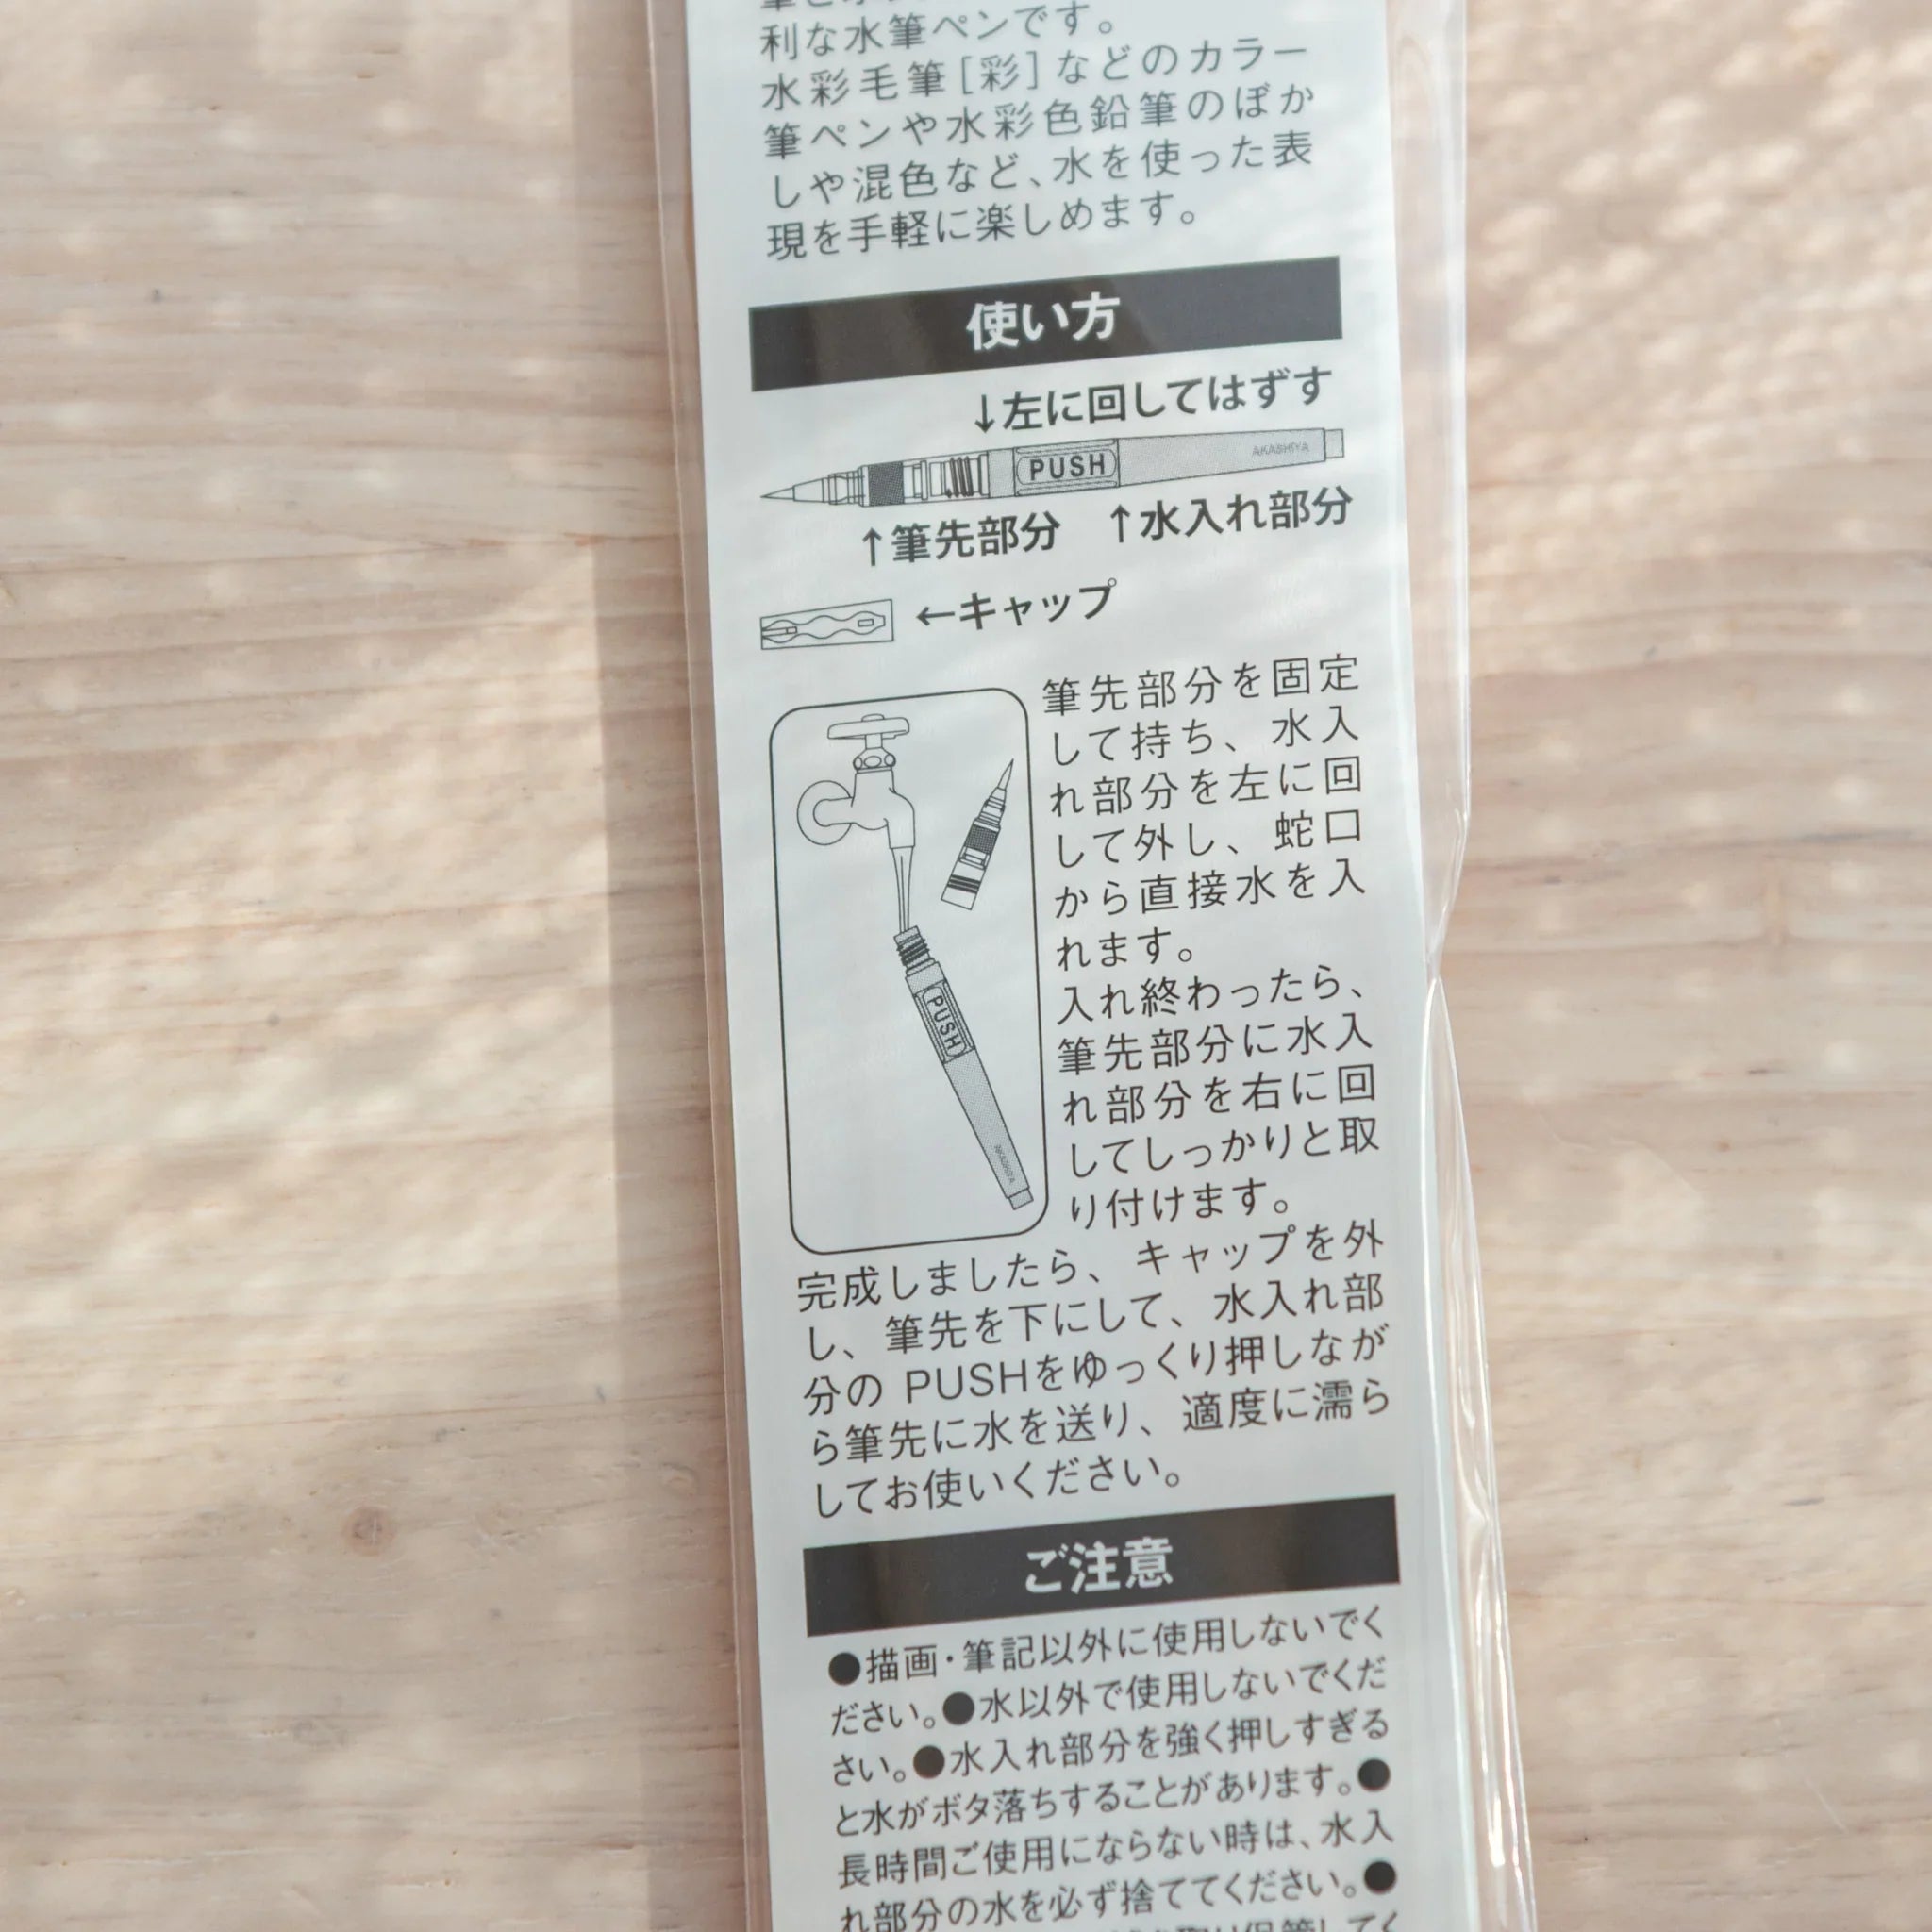 利な水筆ペンです。
水彩毛筆[彩]などのカラー
筆ペンや水彩色鉛筆のぼか
しや混色など、水を使った表
現を手軽に楽しめます。
使い方
↓左に回してはずす
PUSH
AKASHIYA
↑筆先部分 ↑水入れ部分
←キャップ
筆先部分を固定
して持ち、水入
れ部分を左に回
して外し、蛇口
から直接水を入
れます。
入れ終わったら、
筆先部分に水入
れ部分を右に回
してしっかりと取
り付けます。
PUSH
AKASHIYA
完成しましたら、キャップを外
し、筆先を下にして、水入れ部
分の PUSHをゆっくり押しなが
ら筆先に水を送り、適度に濡ら
してお使いください。
ご注意
●描画・筆記以外に使用しないでく
ださい。●水以外で使用しないでくだ
さい。●水入れ部分を強く押しすぎる
と水がボタ落ちすることがあります。●
長時間ご使用にならない時は、水入
れ部分の水を必ず捨ててください。●